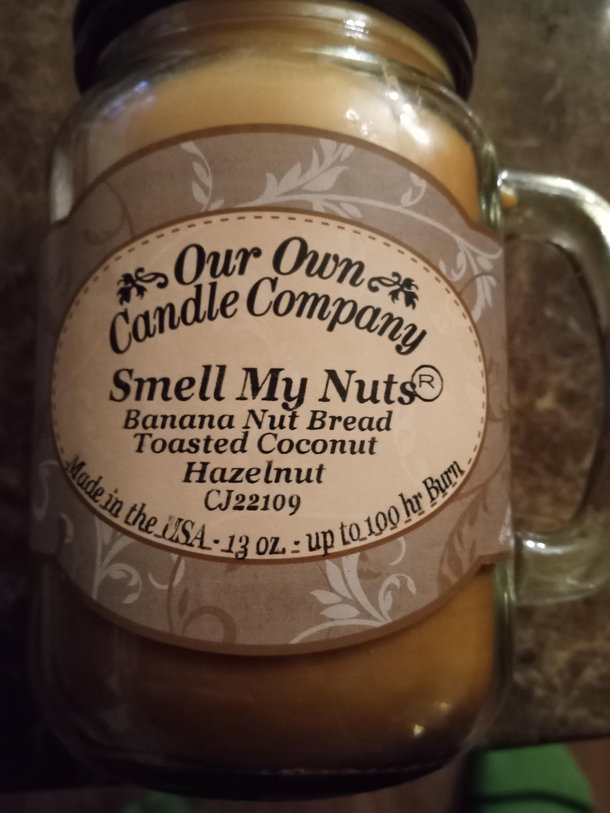 Our Own
Candle Company
Smell My Nuts®
Banana Nut Bread
Toasted Coconut
Hazelnut
CJ22109
Made in the USA - 13 oz. - up to 100 hr Burn